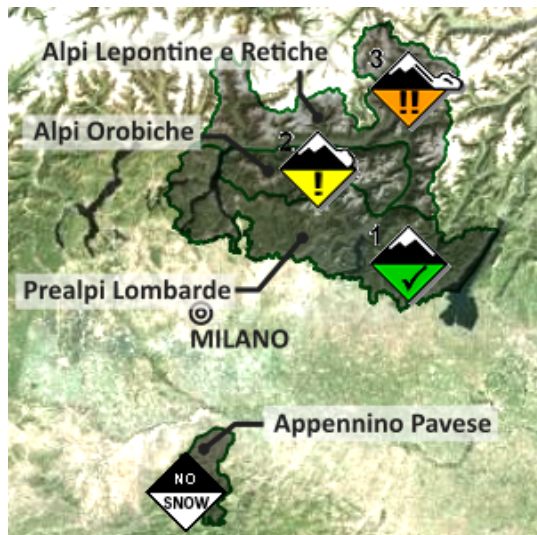 Alpi Lepontine e Retiche
3
!!
Alpi Orobiche
2
!
1
Prealpi Lombarde
MILANO
Appennino Pavese
NO
SNOW